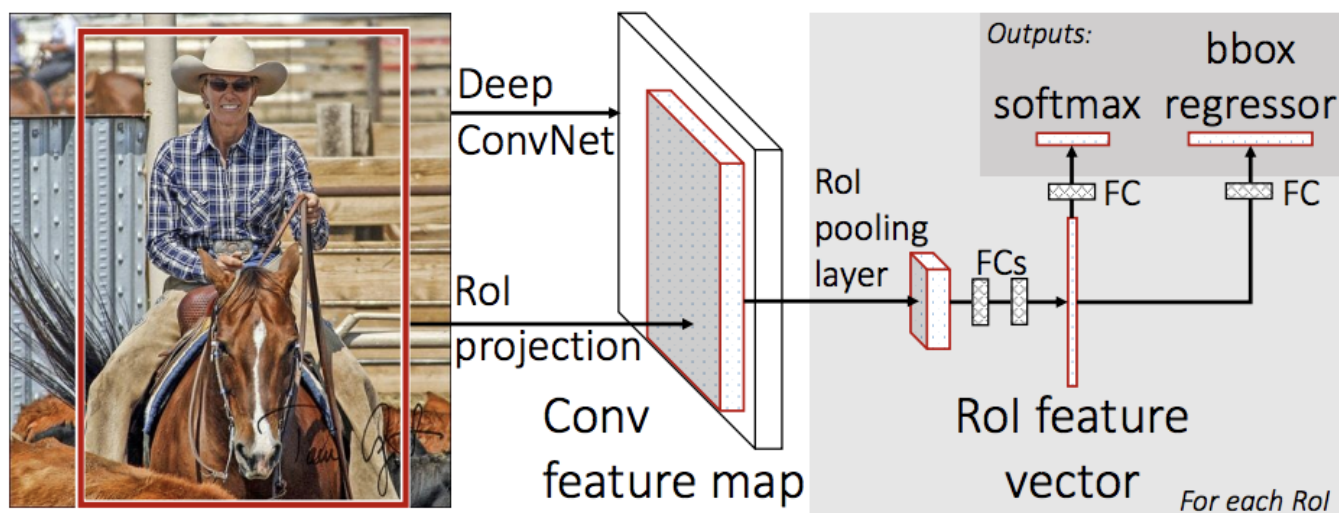 Deep
ConvNet
RoI
projection
Conv
feature map
RoI
pooling
layer
FCs
RoI feature
vector
For each RoI
Outputs:
softmax
bbox
regressor
FC
FC